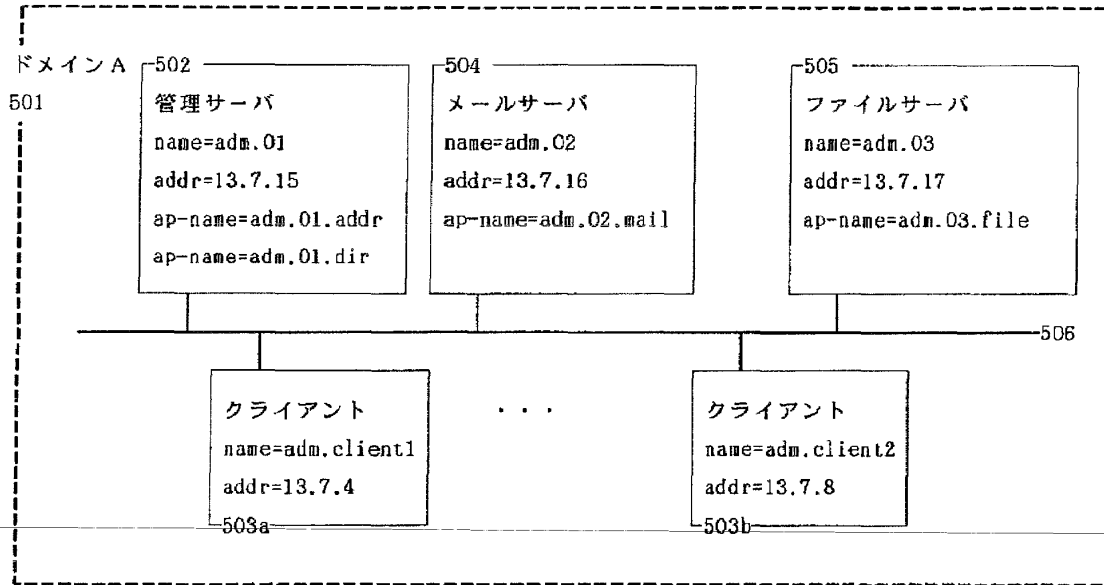 ドメインA
501
502
管理サーバ
name=adm.01
addr=13.7.15
ap-name=adm.01.addr
ap-name=adm.01.dir
504
メールサーバ
name=adm.02
addr=13.7.16
ap-name=adm.02.mail
505
ファイルサーバ
name=adm.03
addr=13.7.17
ap-name=adm.03.file
506
クライアント
name=adm.client1
addr=13.7.4
503a
...
クライアント
name=adm.client2
addr=13.7.8
503b